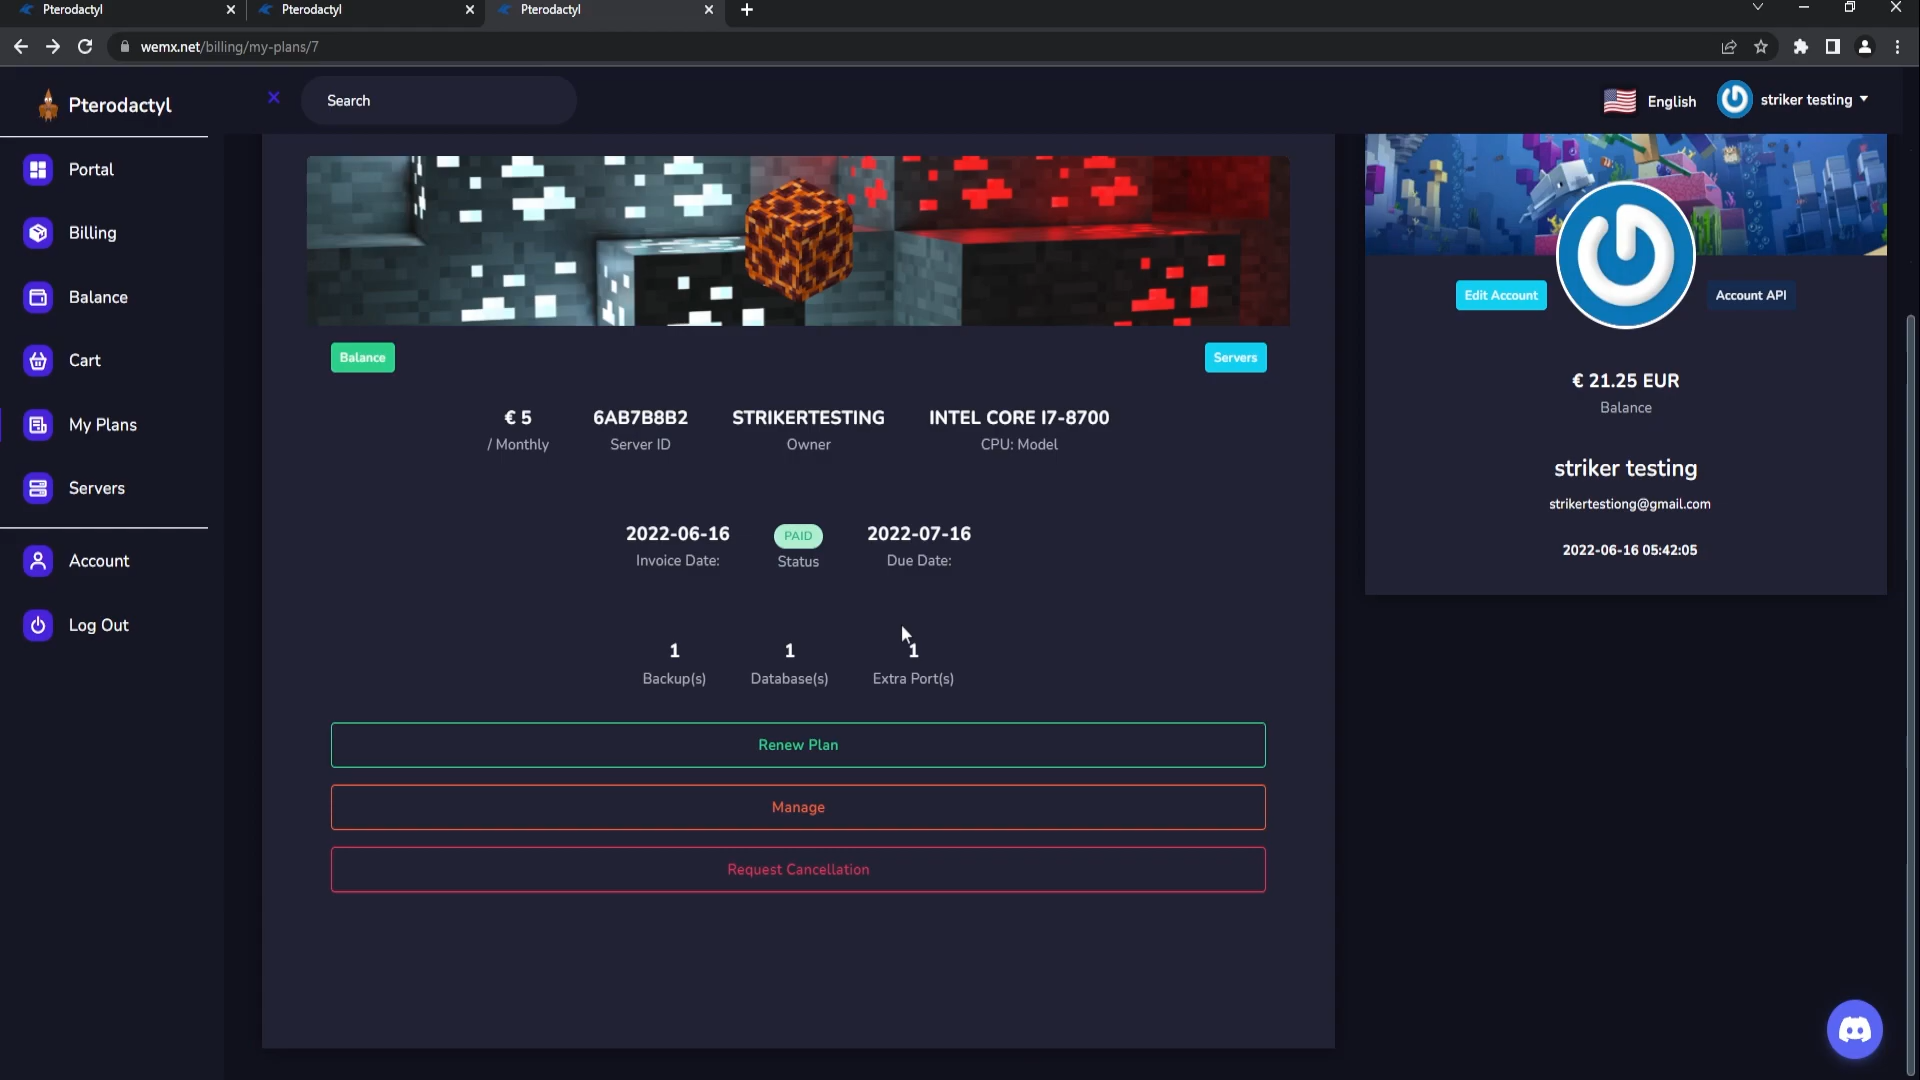 Pterodactyl
Pterodactyl
Pterodactyl
wemx.net/billing/my-plans/7
Pterodactyl
Search
English
striker testing
Portal
Billing
Balance
Cart
My Plans
Servers
Account
Log Out
Balance
Servers
€ 5
/ Monthly
6AB7B8B2
Server ID
STRIKERTESTING
Owner
INTEL CORE I7-8700
CPU: Model
2022-06-16
Invoice Date:
PAID
Status
2022-07-16
Due Date:
1
Backup(s)
1
Database(s)
1
Extra Port(s)
Renew Plan
Manage
Request Cancellation
Edit Account
Account API
€ 21.25 EUR
Balance
striker testing
strikertestiong@gmail.com
2022-06-16 05:42:05